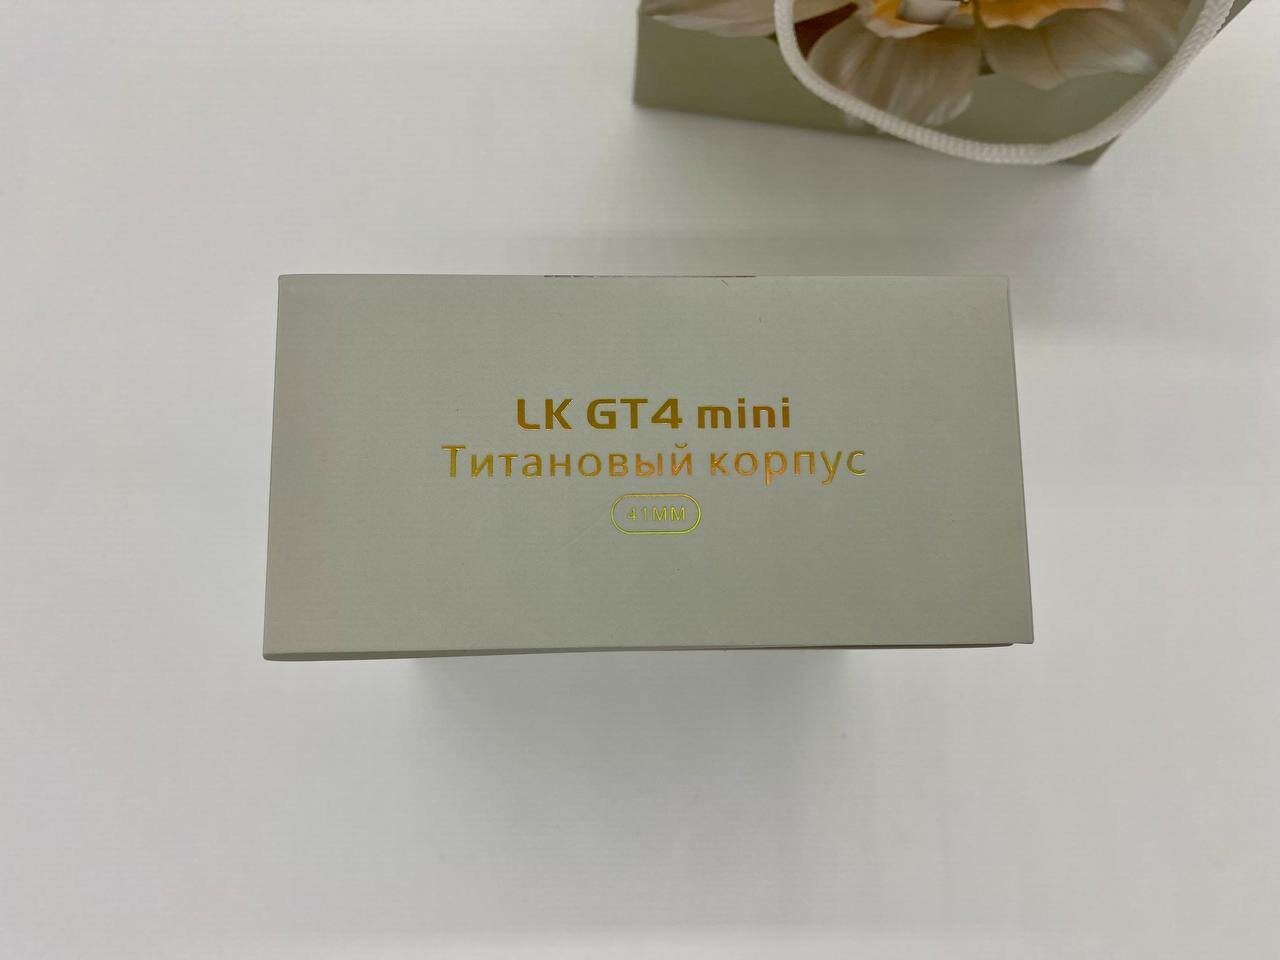 LK GT4 mini
Титановый корпус
41MM